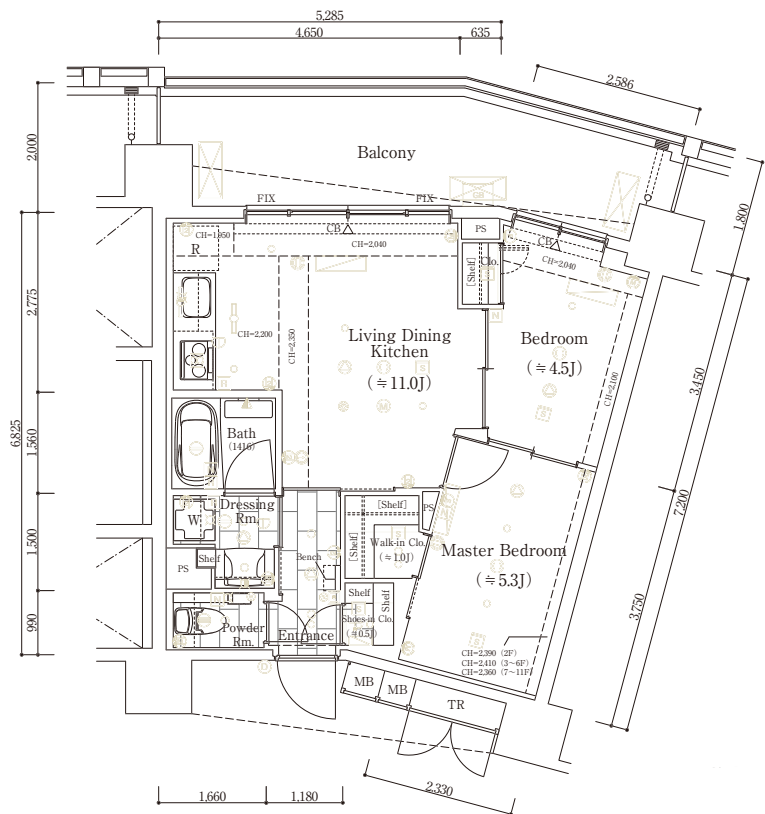 5,285
4,650
635
2,586
2,000
Balcony
1,800
FIX
FIX
CB
CB
PS
CB
CH=1,950
R
CH=2,040
[Shelf]
Clo.
CH=2,040
6,825
2,775
CH=2,200
CH=2,350
Living Dining
Kitchen
(≒11.0J)
Bedroom
(≒4.5J)
CH=2,100
3,450
7,200
1,560
Bath
(1416)
1,500
W
Dressing
Rm.
[Shelf]
PS
[Shelf]
Walk-in Clo.
(≒1.0J)
Master Bedroom
(≒5.3J)
PS
Shelf
Bench
3,750
990
Powder
Rm.
Entrance
Shelf
Shelf
Shoes-in Clo.
(≒0.5J)
CH=2,390 (2F)
CH=2,410 (3~6F)
CH=2,360 (7~11F)
MB
MB
TR
1,660
1,180
2,330